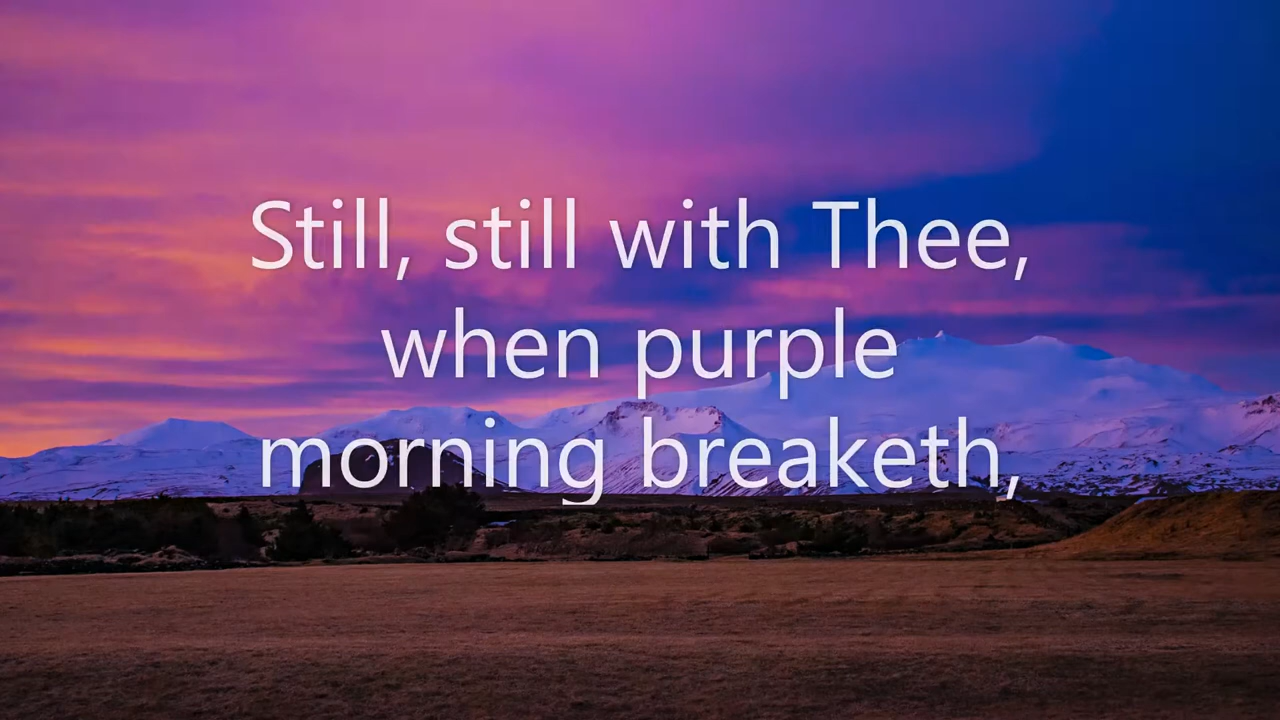 Still, still with Thee,
when purple
morning breaketh,